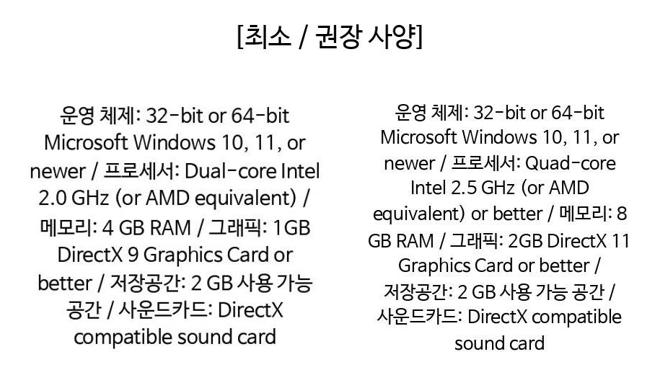 [최소 / 권장 사양]
운영 체제: 32-bit or 64-bit
Microsoft Windows 10, 11, or
newer / 프로세서: Dual-core Intel
2.0 GHz (or AMD equivalent) /
메모리: 4 GB RAM / 그래픽: 1GB
DirectX 9 Graphics Card or
better / 저장공간: 2 GB 사용 가능
공간 / 사운드카드: DirectX
compatible sound card
운영 체제: 32-bit or 64-bit
Microsoft Windows 10, 11, or
newer / 프로세서: Quad-core
Intel 2.5 GHz (or AMD
equivalent) or better / 메모리: 8
GB RAM / 그래픽: 2GB DirectX 11
Graphics Card or better /
저장공간: 2 GB 사용 가능 공간 /
사운드카드: DirectX compatible
sound card